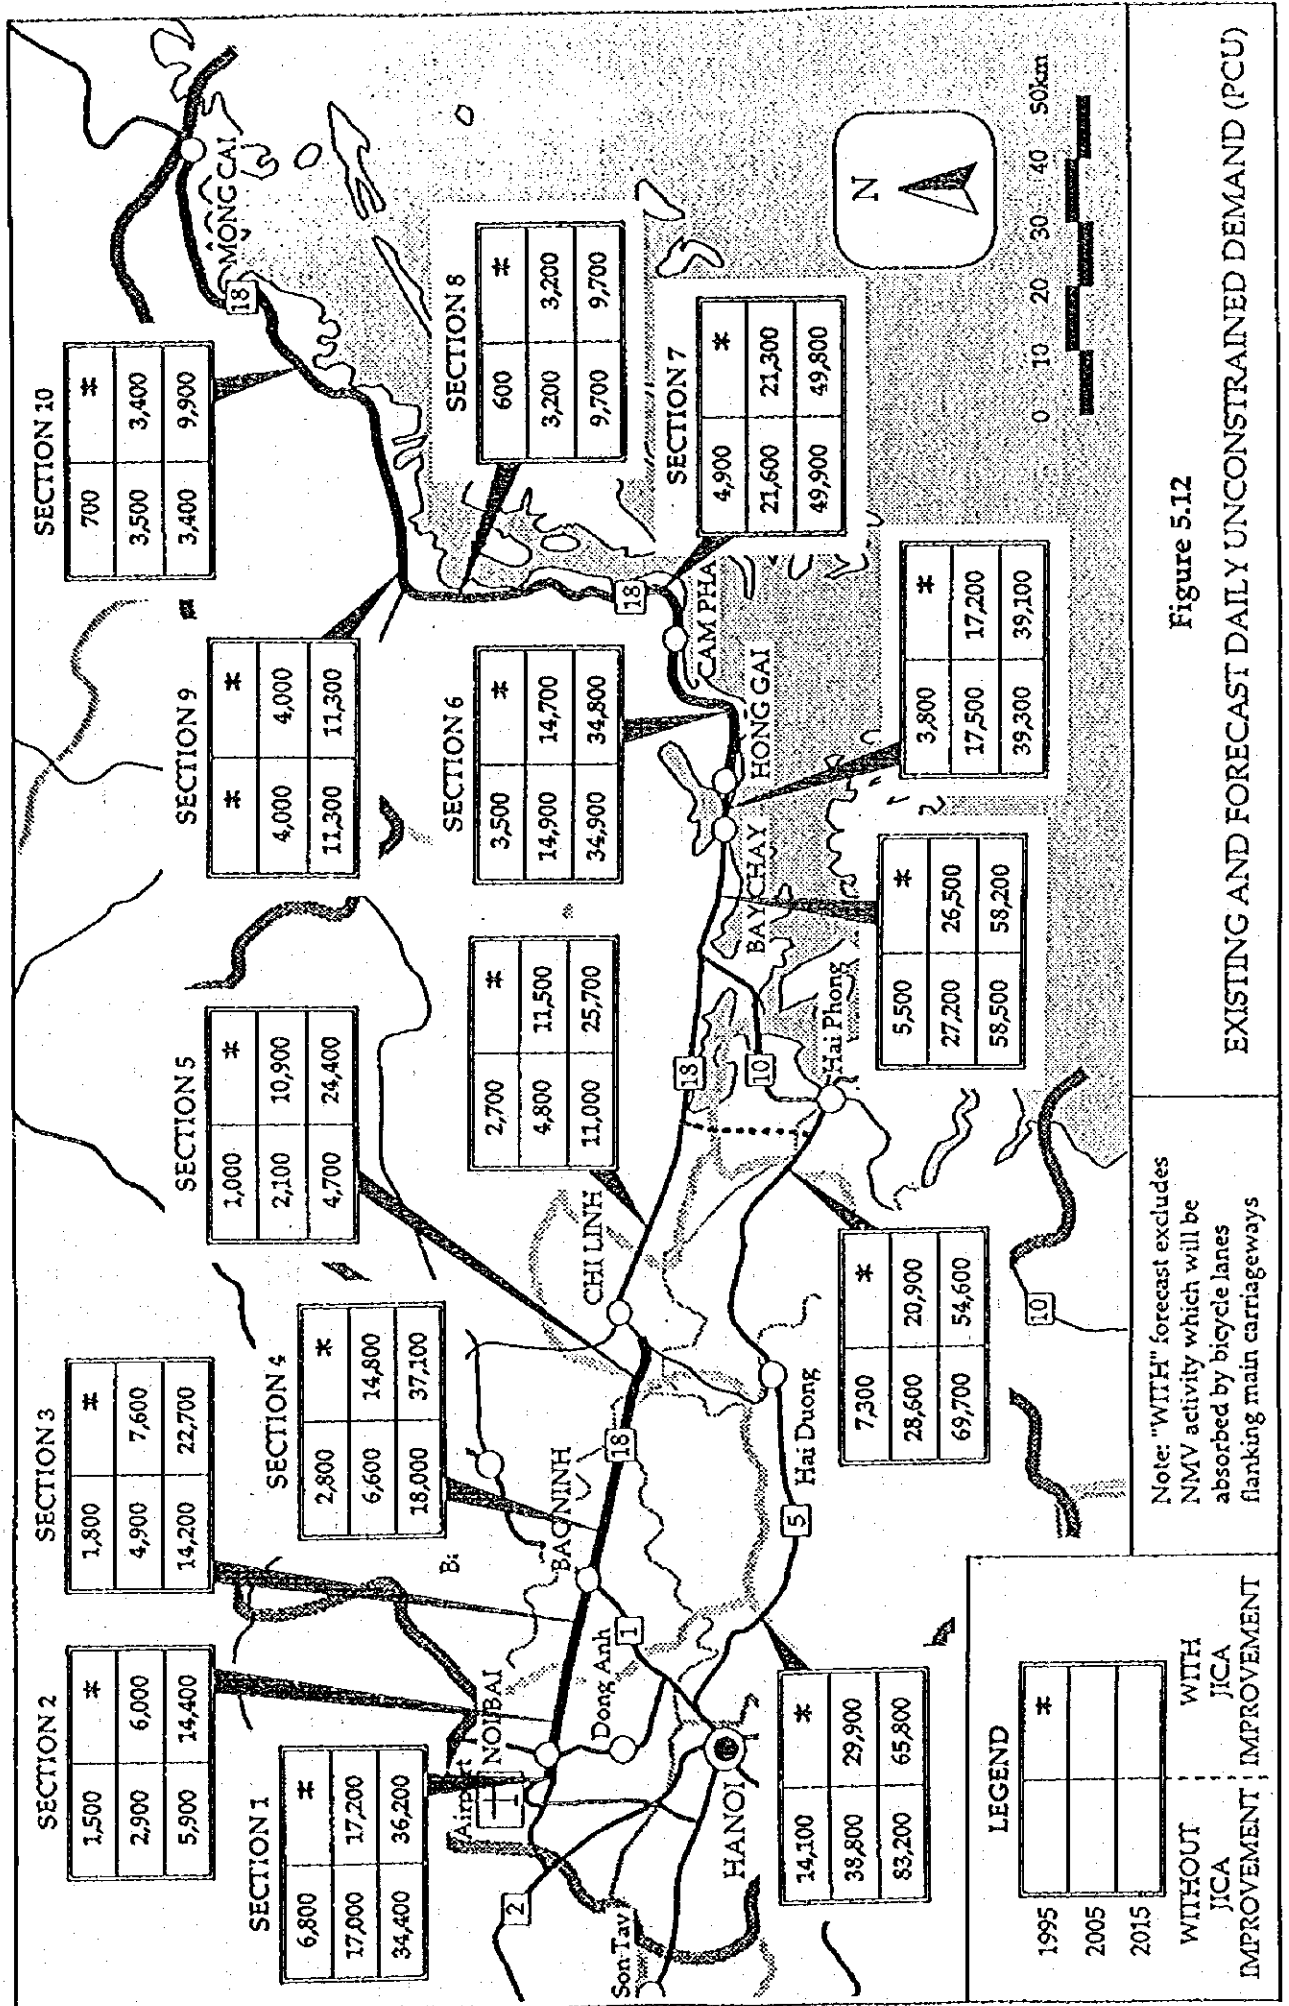 SECTION 2
1,500 *
2,900 6,000
5,900 14,400
SECTION 3
1,800 *
4,900 7,600
14,200 22,700
SECTION 10
700 *
3,500 3,400
3,400 9,900
SECTION 5
1,000 *
2,100 10,900
4,700 24,400
SECTION 9
* *
4,000 4,000
11,300 11,300
SECTION 1
6,800 *
17,000 17,200
34,400 36,200
SECTION 4
2,800 *
6,600 14,800
18,000 37,100
2,700 *
4,800 11,500
11,000 25,700
SECTION 6
3,500 *
14,900 14,700
34,900 34,800
SECTION 8
600 *
3,200 3,200
9,700 9,700
SECTION 7
4,900 *
21,600 21,300
49,900 49,800
MONG CAI
18
Airport
NOI BAI
Dong Anh
BAC NINH
CHI LINH
CAM PHA
HONG GAI
BAY CHAY
Hai Phong
Hai Duong
HANOI
Son Tay
2
1
18
5
18
10
18
10
14,100 *
38,800 29,900
83,200 65,800
7,300 *
28,600 20,900
69,700 54,600
5,500 *
27,200 26,500
58,500 58,200
3,800 *
17,500 17,200
39,300 39,100
N
0 10 20 30 40 50km
LEGEND
1995 *
2005
2015
WITHOUT
JICA
IMPROVEMENT
WITH
JICA
IMPROVEMENT
Note: "WITH" forecast excludes
NMV activity which will be
absorbed by bicycle lanes
flanking main carriageways
Figure 5.12
EXISTING AND FORECAST DAILY UNCONSTRAINED DEMAND (PCU)